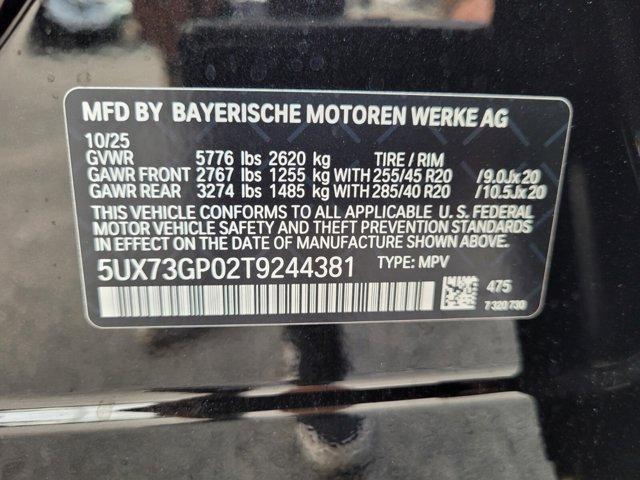 MFD BY BAYERISCHE MOTOREN WERKE AG
10/25
GVWR 5776 lbs 2620 kg TIRE / RIM
GAWR FRONT 2767 lbs 1255 kg WITH 255/45 R20 /9.0Jx20
GAWR REAR 3274 lbs 1485 kg WITH 285/40 R20 /10.5Jx20
THIS VEHICLE CONFORMS TO ALL APPLICABLE U. S. FEDERAL
MOTOR VEHICLE SAFETY AND THEFT PREVENTION
STANDARDS IN EFFECT ON THE DATE OF MANUFACTURE SHOWN ABOVE.
5UX73GP02T9244381 TYPE: MPV
475
7 320 730